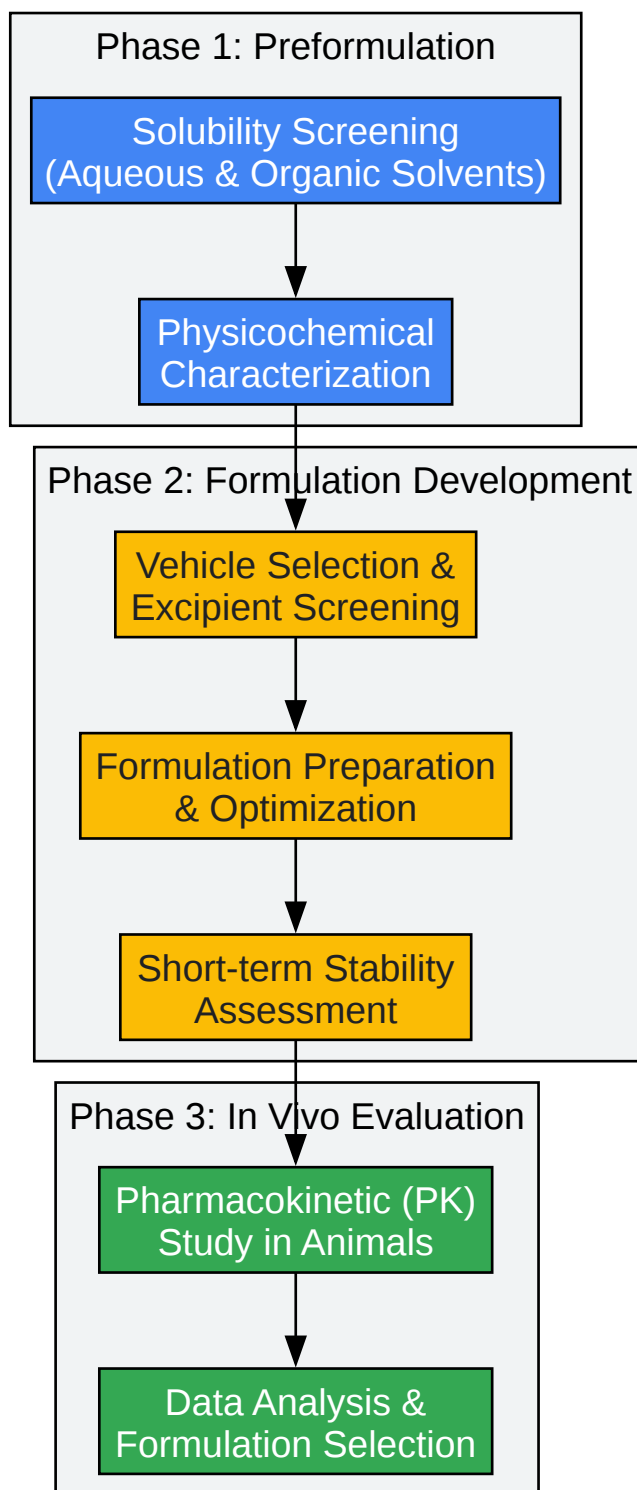 Phase 1: Preformulation
Solubility Screening
(Aqueous & Organic Solvents)
Physicochemical
Characterization
Phase 2: Formulation Development
Vehicle Selection &
Excipient Screening
Formulation Preparation
& Optimization
Short-term Stability
Assessment
Phase 3: In Vivo Evaluation
Pharmacokinetic (PK)
Study in Animals
Data Analysis &
Formulation Selection